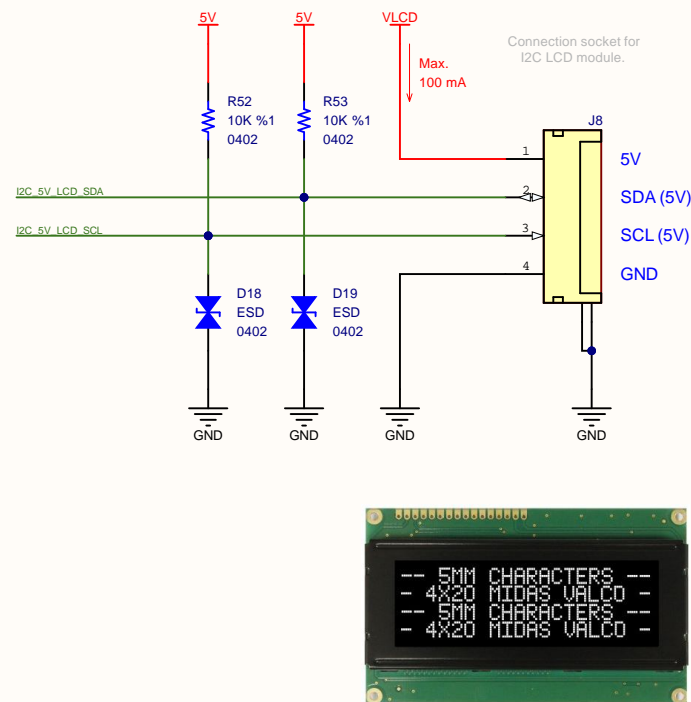 5V
5V
VLCD
Connection socket for
I2C LCD module.
Max.
100 mA
R52
10K %1
0402
R53
10K %1
0402
J8
1
5V
I2C_5V_LCD_SDA
2
SDA (5V)
I2C_5V_LCD_SCL
3
SCL (5V)
4
GND
D18
ESD
0402
D19
ESD
0402
GND
GND
GND
GND
-- 5MM CHARACTERS --
- 4X20 MIDAS VALCD -
-- 5MM CHARACTERS --
- 4X20 MIDAS VALCD -